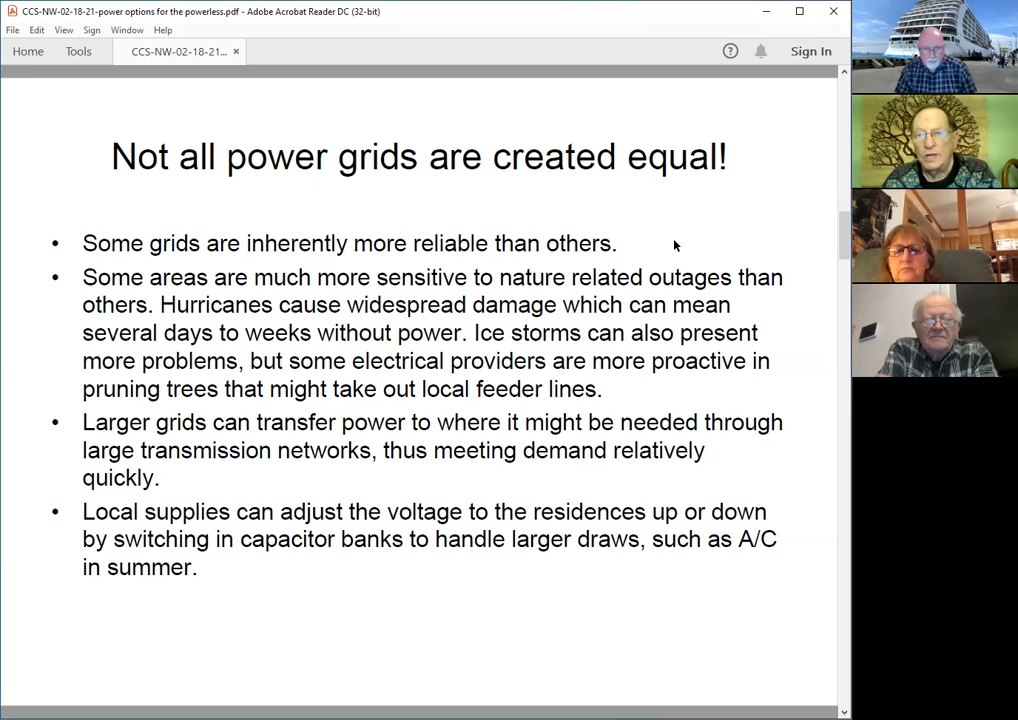 CCS-NW-02-18-21-power options for the powerless.pdf - Adobe Acrobat Reader DC (32-bit)
File Edit View Sign Window Help
Home Tools CCS-NW-02-18-21... × Sign In
Not all power grids are created equal!
• Some grids are inherently more reliable than others.
• Some areas are much more sensitive to nature related outages than
others. Hurricanes cause widespread damage which can mean
several days to weeks without power. Ice storms can also present
more problems, but some electrical providers are more proactive in
pruning trees that might take out local feeder lines.
• Larger grids can transfer power to where it might be needed through
large transmission networks, thus meeting demand relatively
quickly.
• Local supplies can adjust the voltage to the residences up or down
by switching in capacitor banks to handle larger draws, such as A/C
in summer.